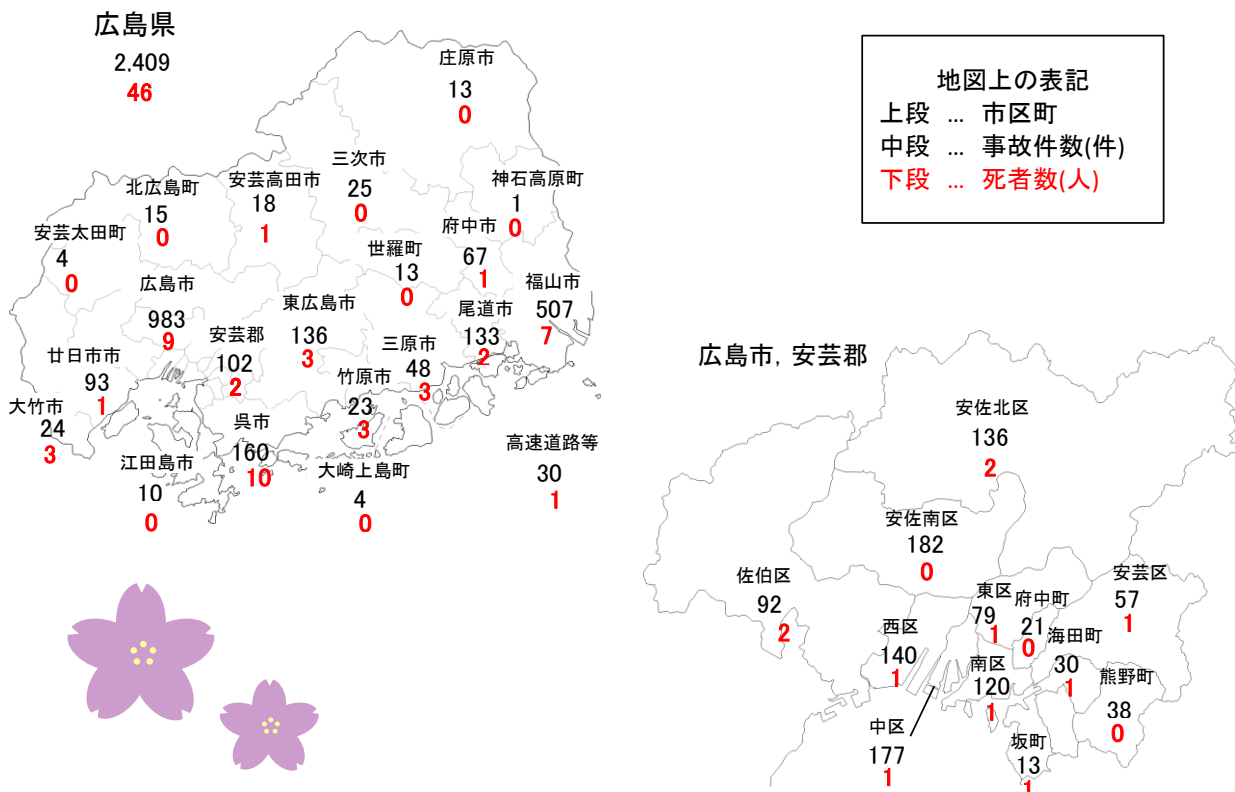 広島県
2,409
46
庄原市
13
0
三次市
25
0
北広島町
15
0
安芸高田市
18
1
神石高原町
1
0
安芸太田町
4
0
世羅町
13
0
府中市
67
1
福山市
507
7
広島市
983
9
安芸郡
102
2
東広島市
136
3
尾道市
133
2
三原市
48
3
廿日市市
93
1
竹原市
23
3
大竹市
24
3
呉市
160
10
江田島市
10
0
大崎上島町
4
0
高速道路等
30
1
地図上の表記
上段 … 市区町
中段 … 事故件数(件)
下段 … 死者数(人)
広島市, 安芸郡
安佐北区
136
2
安佐南区
182
0
佐伯区
92
2
西区
140
1
東区
79
1
府中町
21
0
安芸区
57
1
海田町
30
1
南区
120
1
熊野町
38
0
中区
177
1
坂町
13
1